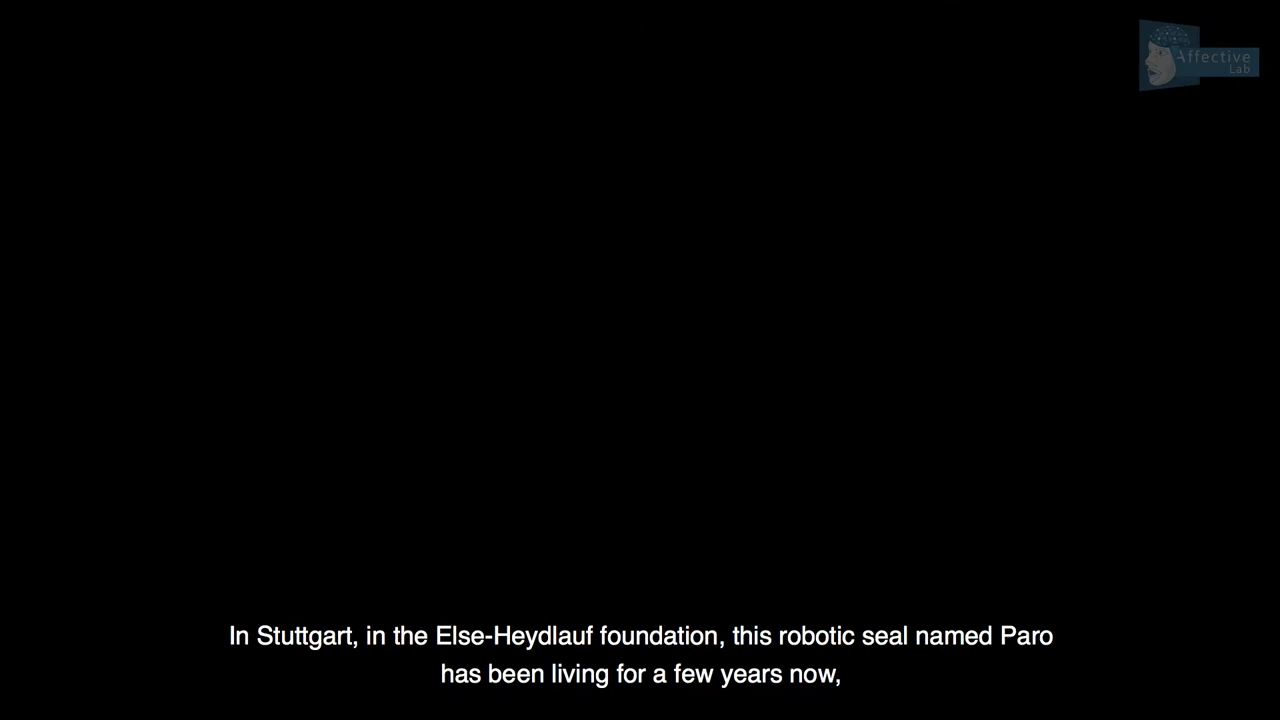 Affective
Lab
In Stuttgart, in the Else-Heydlauf foundation, this robotic seal named Paro
has been living for a few years now,